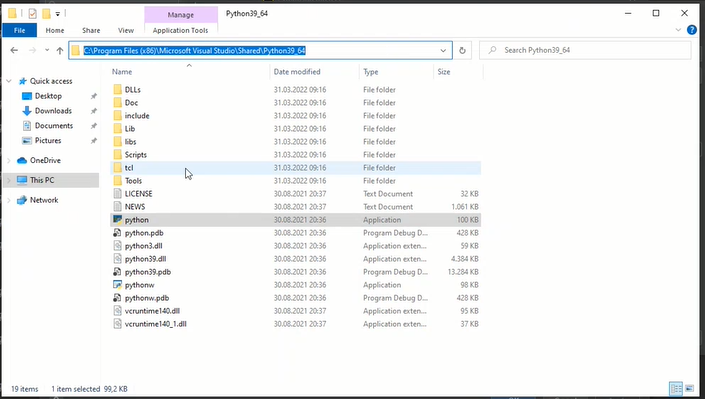 Manage
Python39_64
File
Home
Share
View
Application Tools
C:\Program Files (x86)\Microsoft Visual Studio\Shared\Python39_64
Search Python39_64
Name
Date modified
Type
Size
Quick access
Desktop
Downloads
Documents
Pictures
OneDrive
This PC
Network
DLLs 31.03.2022 09:16 File folder
Doc 31.03.2022 09:16 File folder
include 31.03.2022 09:16 File folder
Lib 31.03.2022 09:16 File folder
libs 31.03.2022 09:16 File folder
Scripts 31.03.2022 09:16 File folder
tcl 31.03.2022 09:16 File folder
Tools 31.03.2022 09:16 File folder
LICENSE 30.08.2021 20:37 Text Document 32 KB
NEWS 30.08.2021 20:37 Text Document 1.061 KB
python 30.08.2021 20:36 Application 100 KB
python.pdb 30.08.2021 20:36 Program Debug D... 428 KB
python3.dll 30.08.2021 20:36 Application exten... 59 KB
python39.dll 30.08.2021 20:36 Application exten... 4.384 KB
python39.pdb 30.08.2021 20:36 Program Debug D... 13.284 KB
pythonw 30.08.2021 20:36 Application 98 KB
pythonw.pdb 30.08.2021 20:36 Program Debug D... 428 KB
vcruntime140.dll 30.08.2021 20:37 Application exten... 95 KB
vcruntime140_1.dll 30.08.2021 20:37 Application exten... 37 KB
19 items
1 item selected 99,2 KB